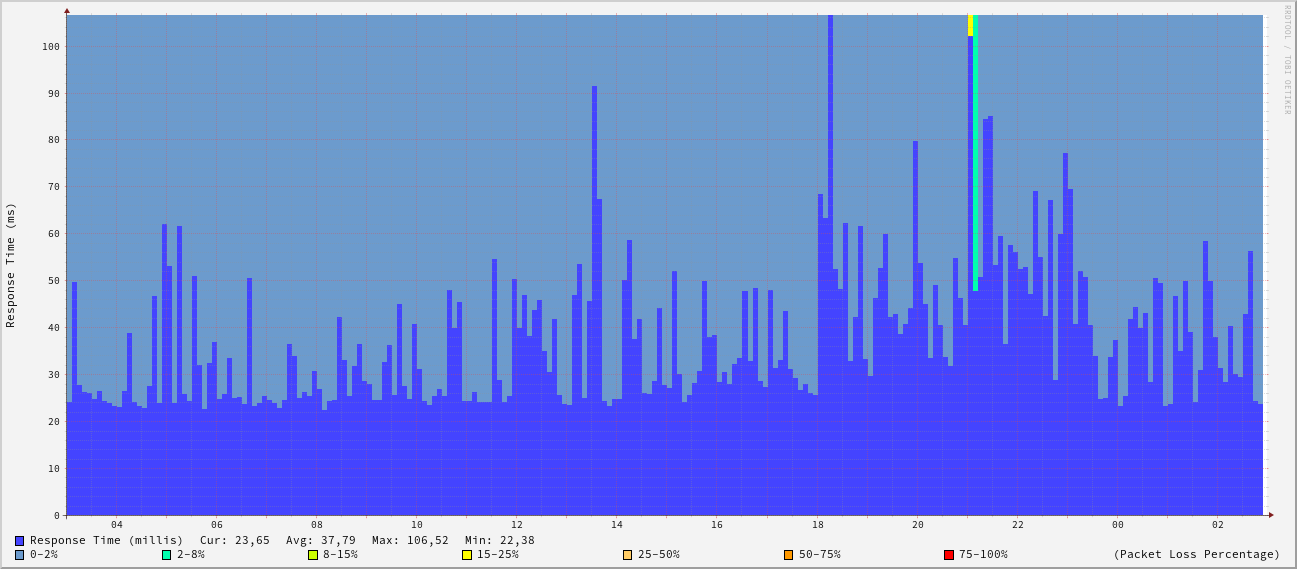 RRDTOOL / TOBI OETIKER
Response Time (ms)
100
90
80
70
60
50
40
30
20
10
0
04 06 08 10 12 14 16 18 20 22 00 02
Response Time (millis) Cur: 23,65 Avg: 37,79 Max: 106,52 Min: 22,38
0-2% 2-8% 8-15% 15-25% 25-50% 50-75% 75-100% (Packet Loss Percentage)